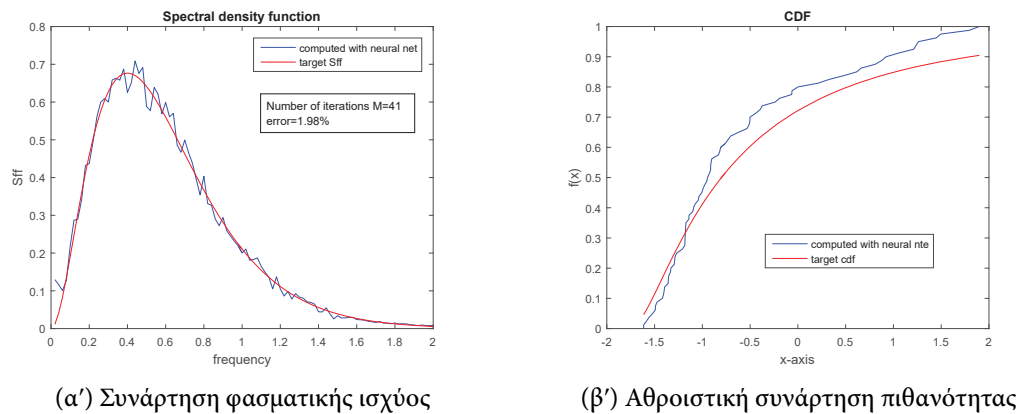 Spectral density function
0.8
0.7
0.6
0.5
0.4
0.3
0.2
0.1
0
Sff
computed with neural net
target Sff
Number of iterations M=41
error=1.98%
0 0.2 0.4 0.6 0.8 1 1.2 1.4 1.6 1.8 2
frequency
(α′) Συνάρτηση φασματικής ισχύος
CDF
1
0.9
0.8
0.7
0.6
0.5
0.4
0.3
0.2
0.1
0
f(x)
computed with neural nte
target cdf
-2 -1.5 -1 -0.5 0 0.5 1 1.5 2
x-axis
(β′) Αθροιστική συνάρτηση πιθανότητας